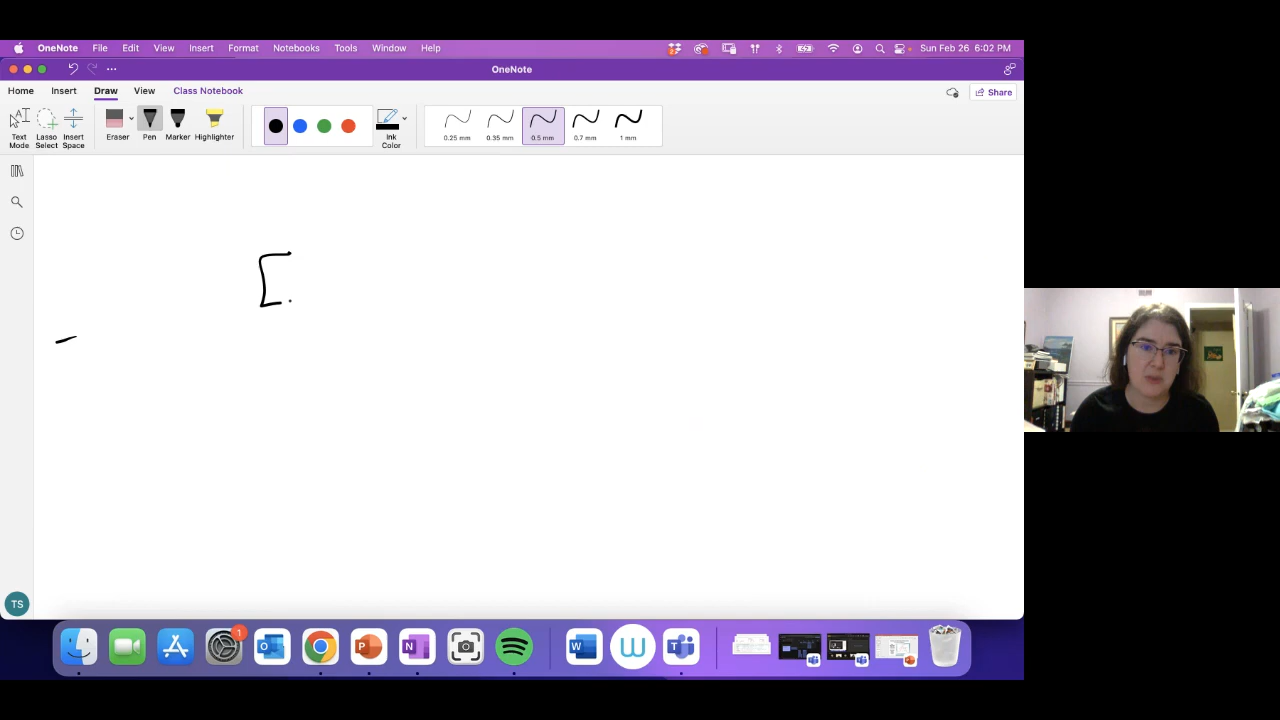 OneNote File Edit View Insert Format Notebooks Tools Window Help Sun Feb 26 6:02 PM
OneNote
Home Insert Draw View Class Notebook Share
Text Mode Lasso Select Insert Space Eraser Pen Marker Highlighter Ink Color 0.25 mm 0.35 mm 0.5 mm 0.7 mm 1 mm
[
TS
1